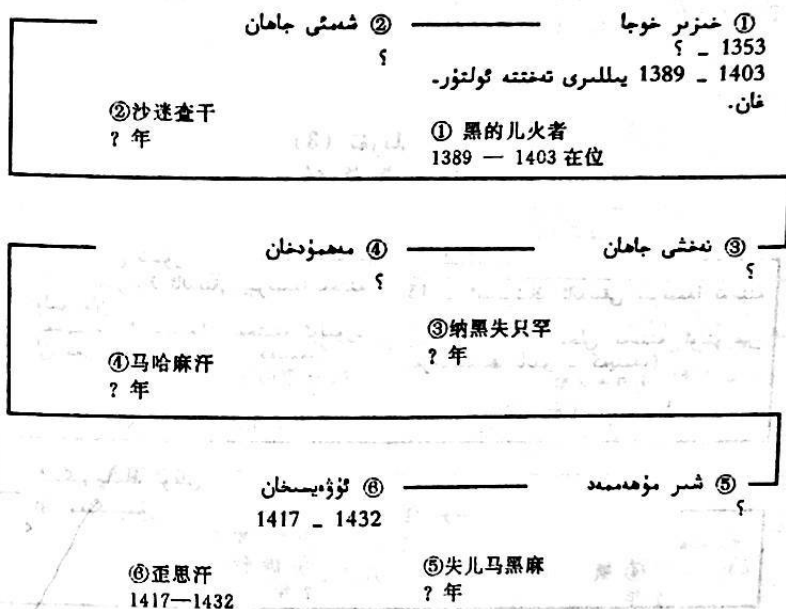 ① خىزىر خوجا
1353 _ ؟
1389 _ 1403 يىللىرى تەختتە ئولتۇر-
غان.
① 黑的儿火者
1389 — 1403 在位
② شەمئى جاھان
؟
②沙迷查干
? 年
③ نەخشى جاھان
؟
③纳黑失只罕
? 年
④ مەھمۇدخان
؟
④马哈麻汗
? 年
⑤ شىر مۇھەممەد
؟
⑤失儿马黑麻
? 年
⑥ ئۇۋەيسخان
1417 _ 1432
⑥歪思汗
1417—1432